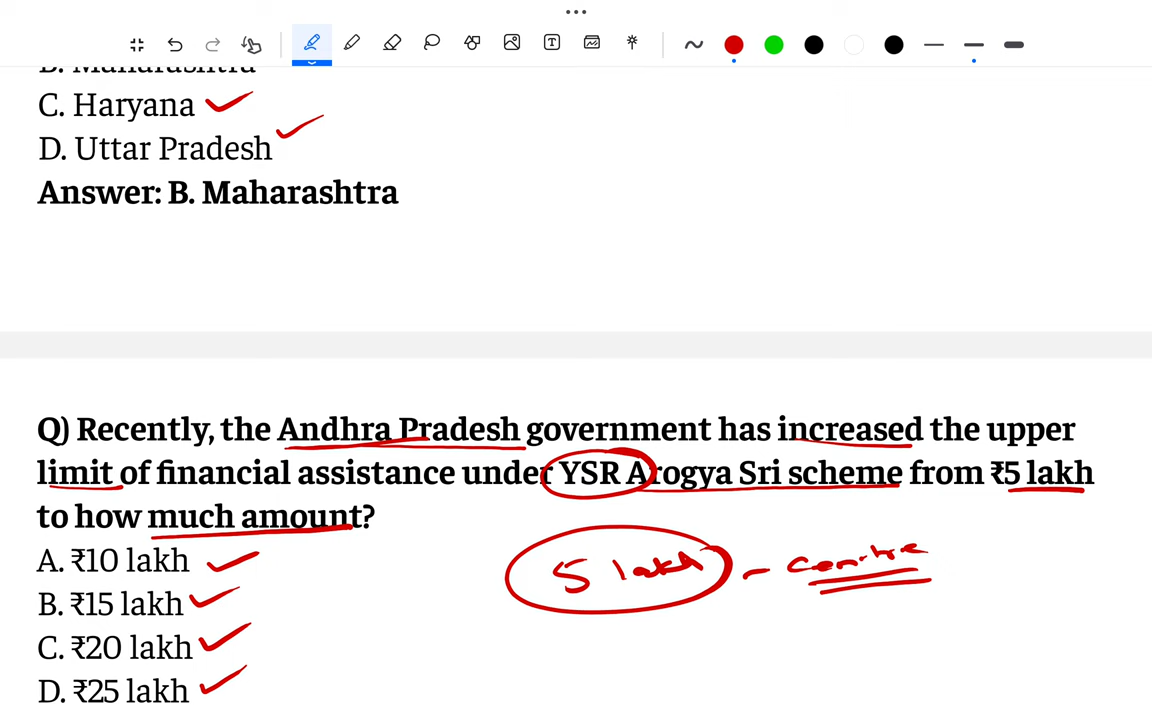 B. Maharashtra
C. Haryana
D. Uttar Pradesh
Answer: B. Maharashtra
Q) Recently, the Andhra Pradesh government has increased the upper
limit of financial assistance under YSR Arogya Sri scheme from ₹5 lakh
to how much amount?
A. ₹10 lakh
5 lakh - centre
B. ₹15 lakh
C. ₹20 lakh
D. ₹25 lakh